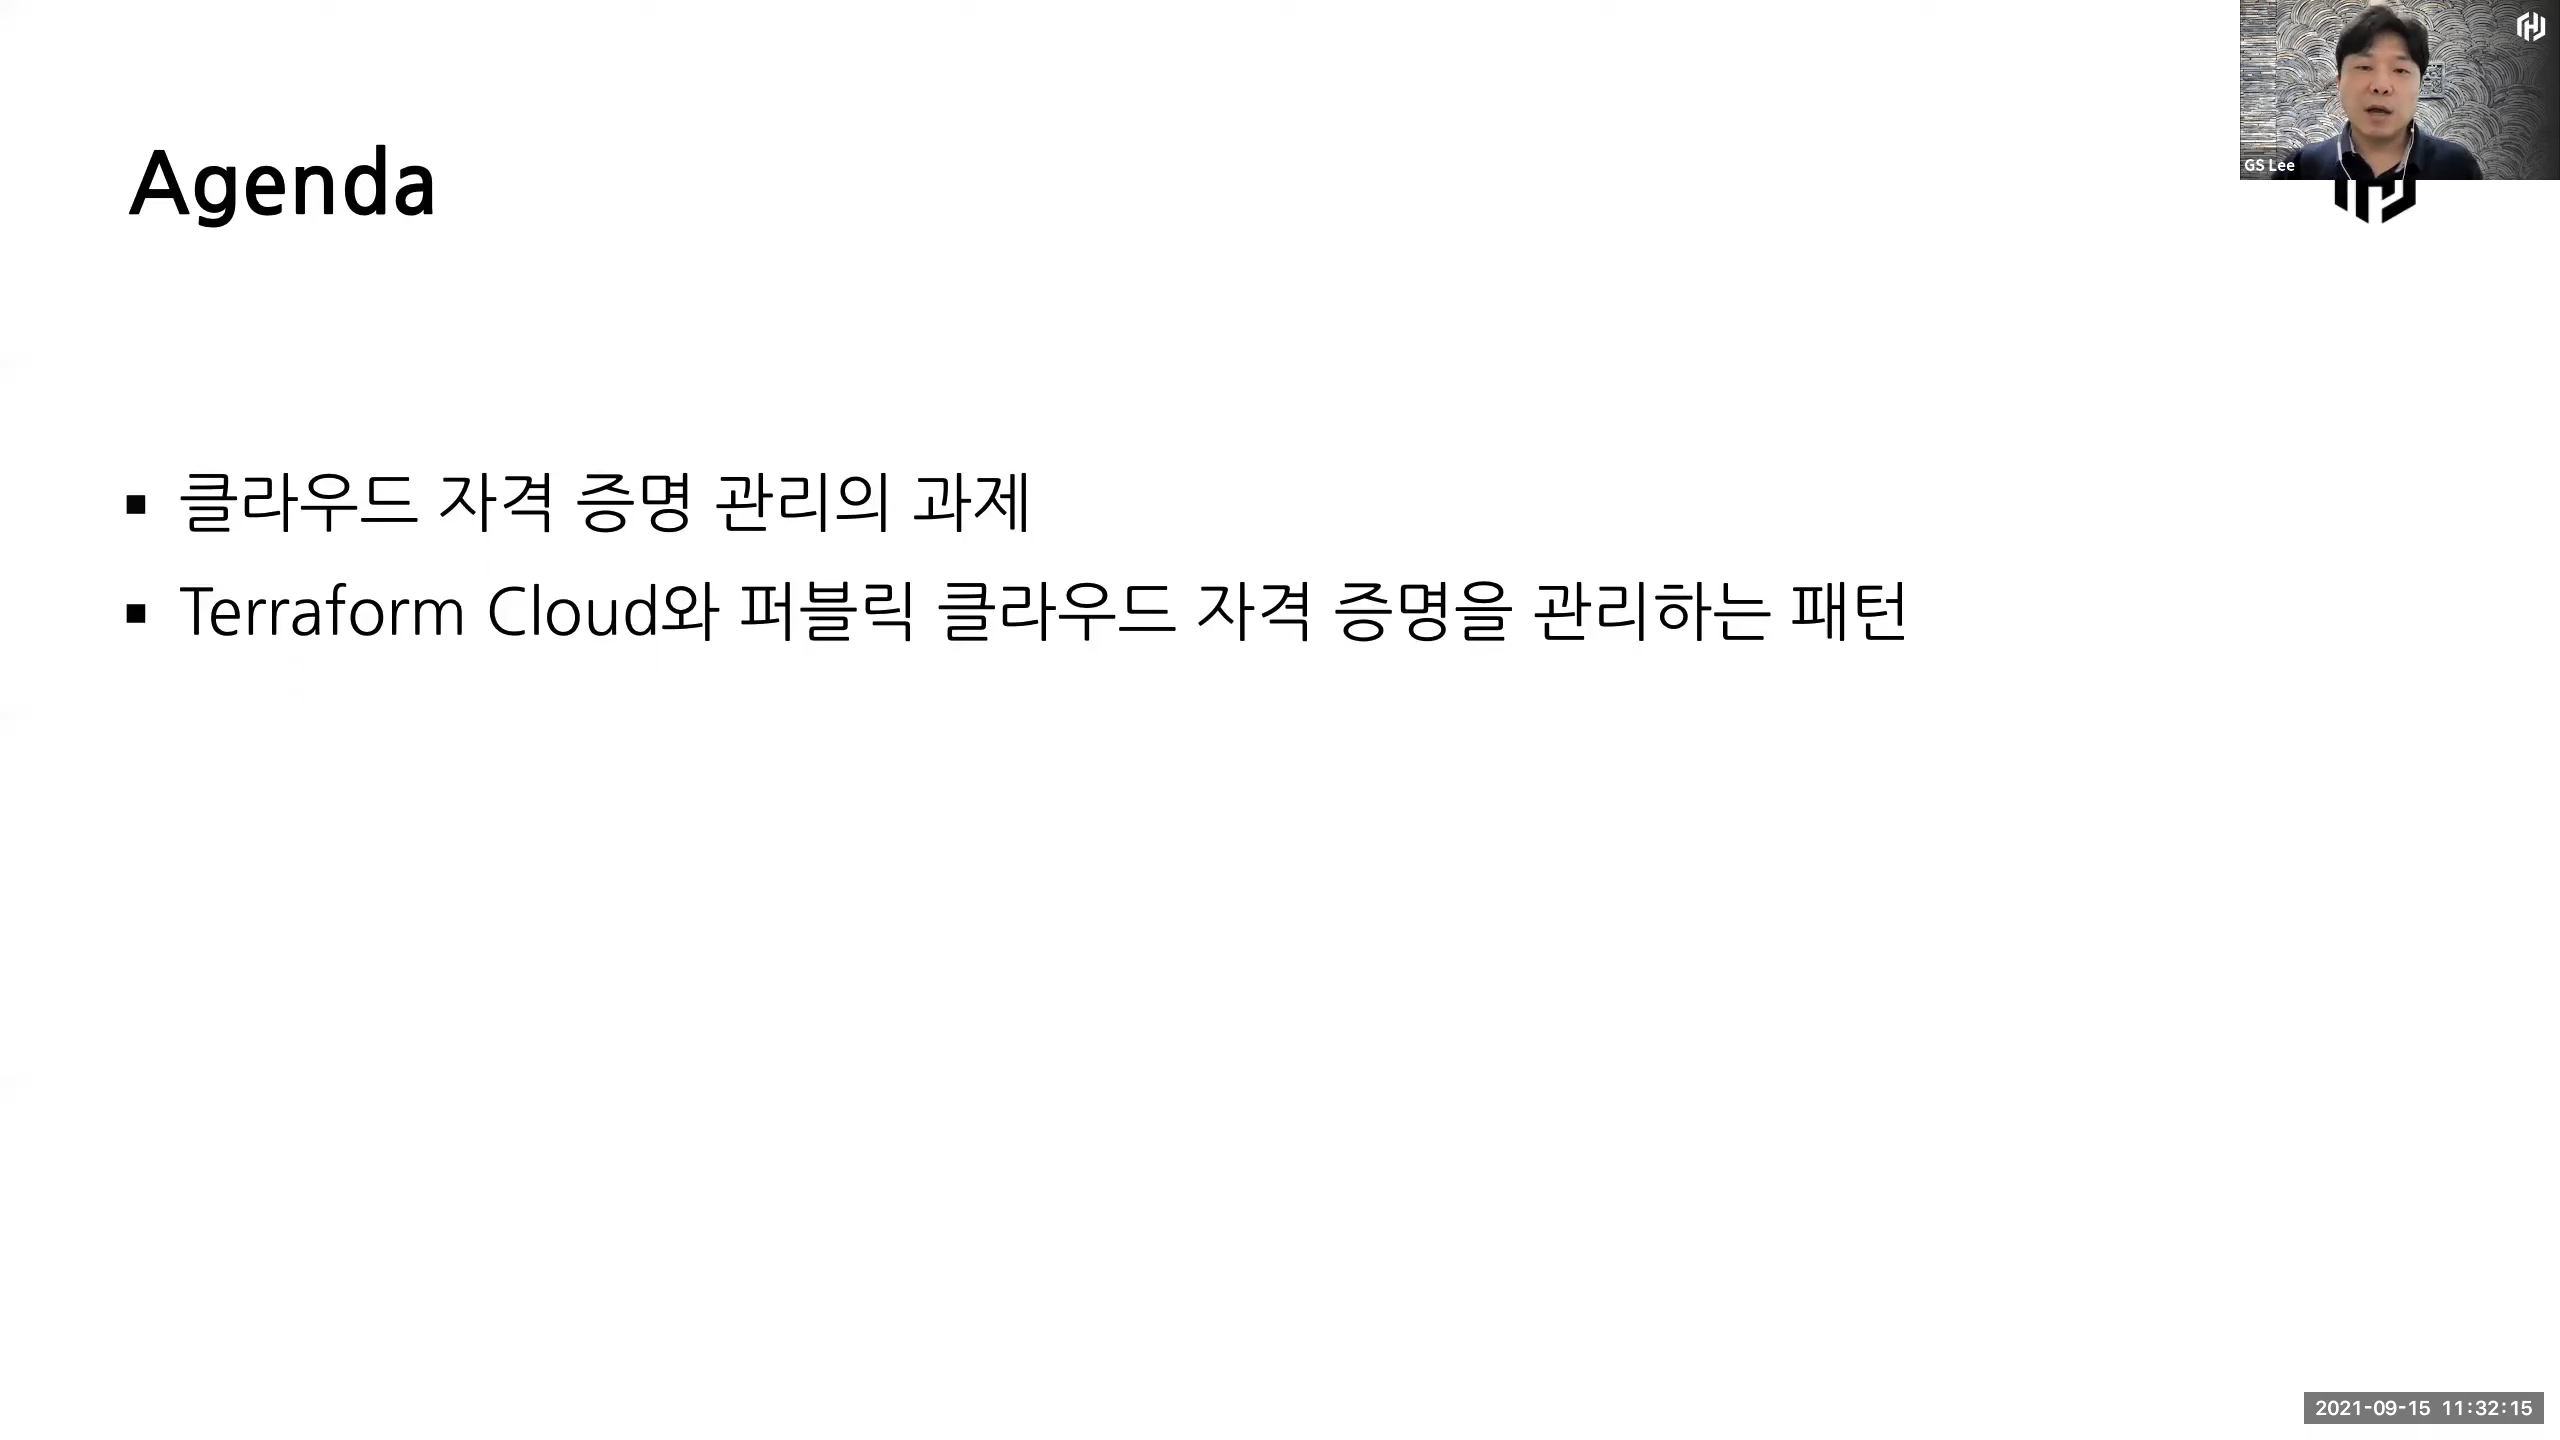 GS Lee
Agenda
▪ 클라우드 자격 증명 관리의 과제
▪ Terraform Cloud와 퍼블릭 클라우드 자격 증명을 관리하는 패턴
2021-09-15 11:32:15